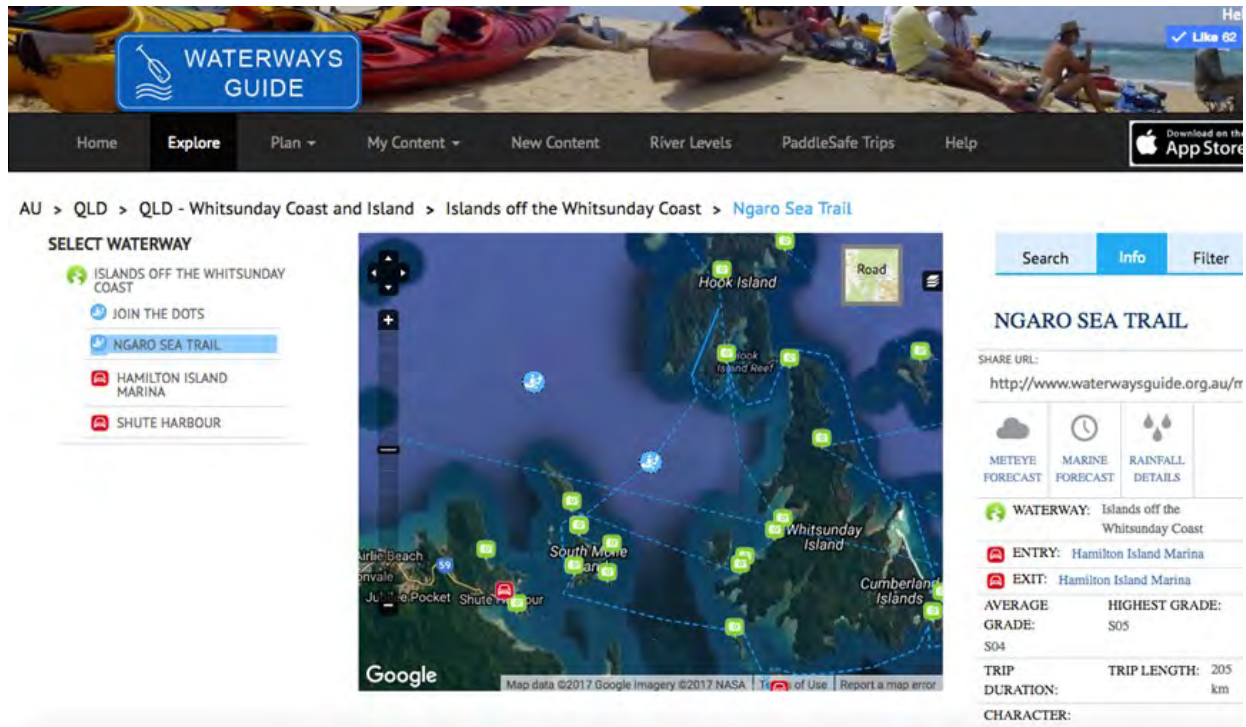 Hel
Like 62
WATERWAYS
GUIDE
Home Explore Plan My Content New Content River Levels PaddleSafe Trips Help
Download on the
App Store
AU > QLD > QLD - Whitsunday Coast and Island > Islands off the Whitsunday Coast > Ngaro Sea Trail
SELECT WATERWAY
ISLANDS OFF THE WHITSUNDAY
COAST
JOIN THE DOTS
NGARO SEA TRAIL
HAMILTON ISLAND
MARINA
SHUTE HARBOUR
Road
Hook Island
Hook
Island Reef
Whitsunday
Island
South Molle
Airlie Beach
59
Pocket Shute
Cumberland
Islands
Google
Map data ©2017 Google Imagery ©2017 NASA of Use Report a map error
Search Info Filter
NGARO SEA TRAIL
SHARE URL:
http://www.waterwaysguide.org.au/m
METEYE
FORECAST
MARINE
FORECAST
RAINFALL
DETAILS
WATERWAY: Islands off the
Whitsunday Coast
ENTRY: Hamilton Island Marina
EXIT: Hamilton Island Marina
AVERAGE
GRADE:
S04
HIGHEST GRADE:
S05
TRIP
DURATION:
TRIP LENGTH: 205
km
CHARACTER: